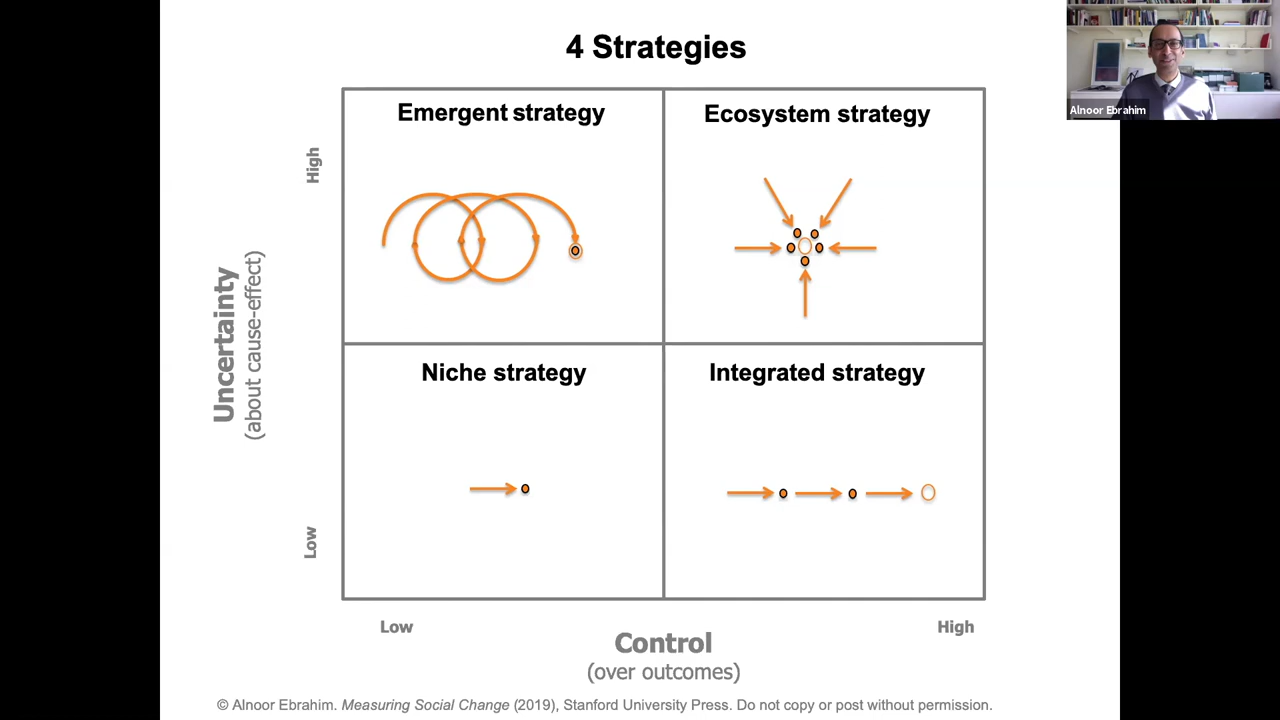 4 Strategies
Alnoor Ebrahim
Emergent strategy
Ecosystem strategy
High
Uncertainty
(about cause-effect)
Niche strategy
Integrated strategy
Low
Low
High
Control
(over outcomes)
© Alnoor Ebrahim. Measuring Social Change (2019), Stanford University Press. Do not copy or post without permission.